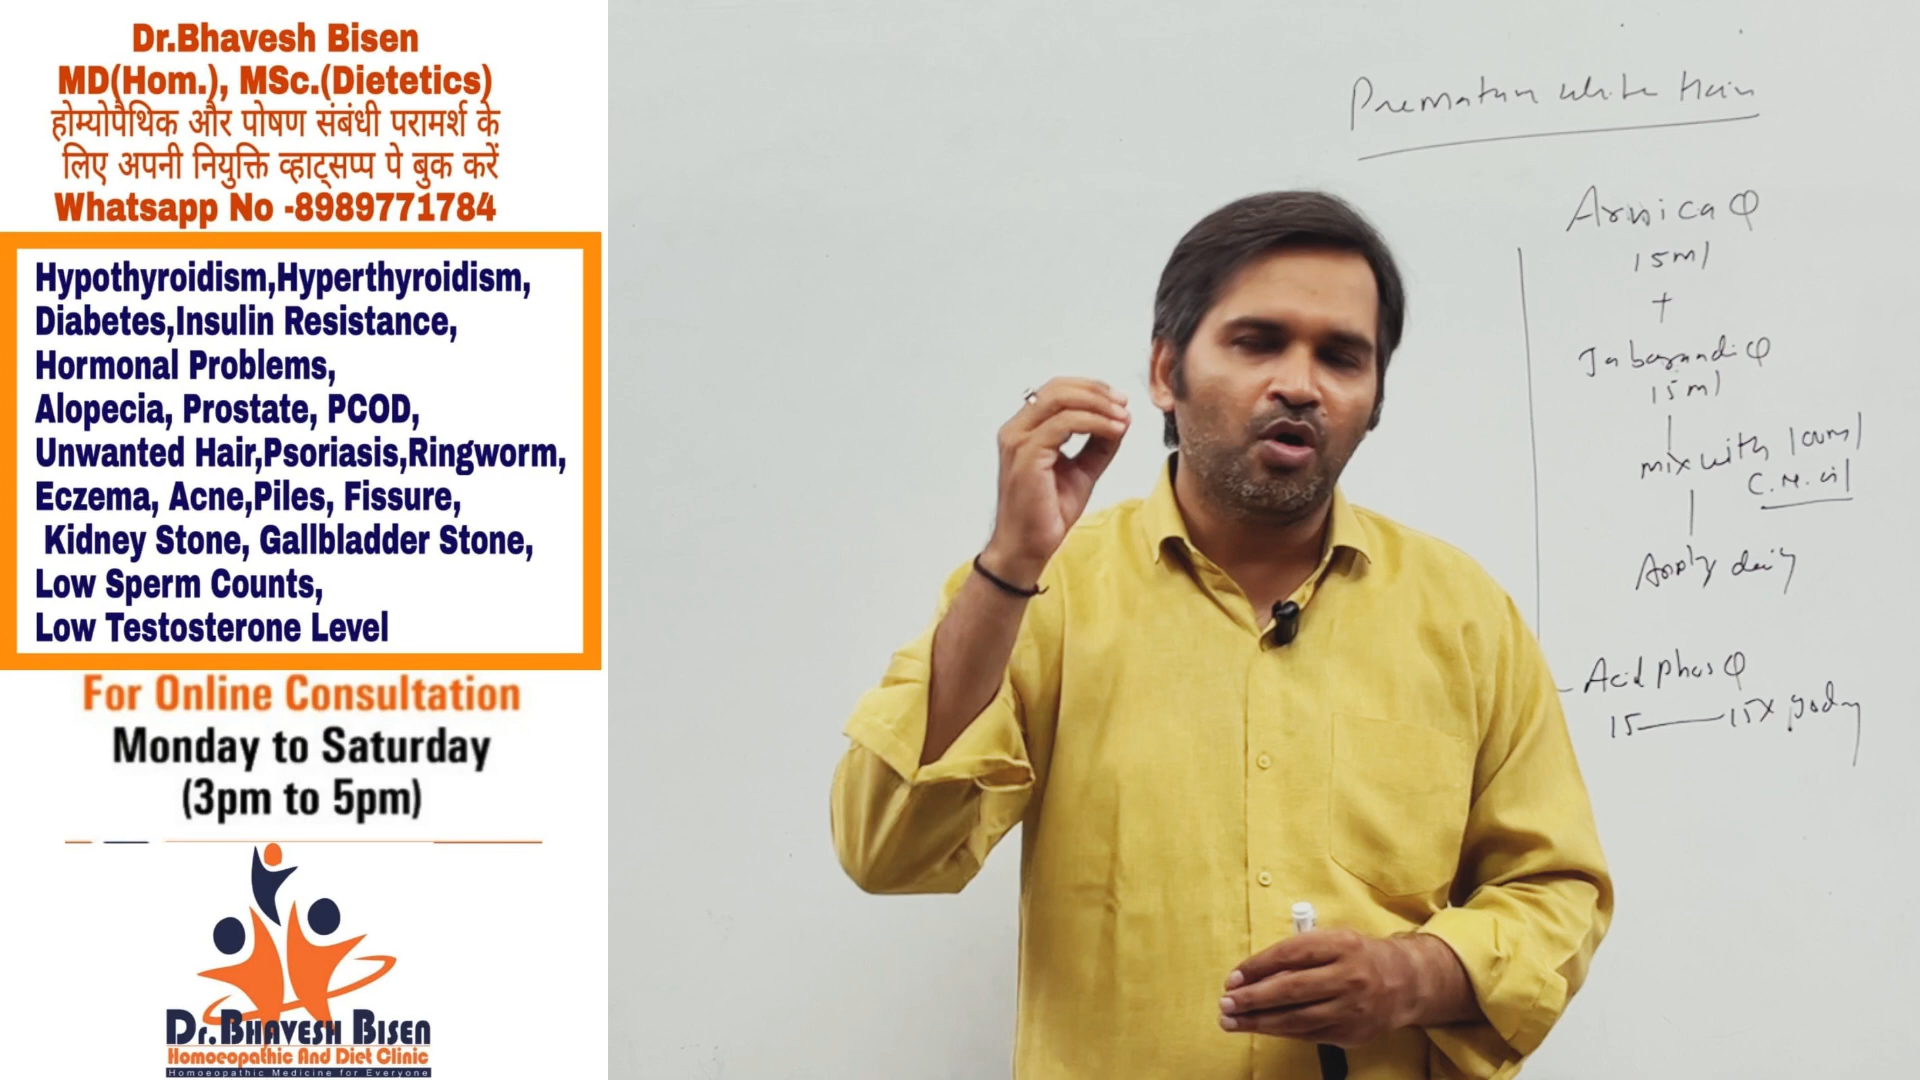 Dr.Bhavesh Bisen
MD(Hom.), MSc.(Dietetics)
होम्योपैथिक और पोषण संबंधी परामर्श के
लिए अपनी नियुक्ति व्हाट्सप्प पे बुक करें
Whatsapp No -8989771784
Hypothyroidism,Hyperthyroidism,
Diabetes,Insulin Resistance,
Hormonal Problems,
Alopecia, Prostate, PCOD,
Unwanted Hair,Psoriasis,Ringworm,
Eczema, Acne,Piles, Fissure,
Kidney Stone, Gallbladder Stone,
Low Sperm Counts,
Low Testosterone Level
For Online Consultation
Monday to Saturday
(3pm to 5pm)
Dr.Bhavesh Bisen
Homoeopathic And Diet Clinic
Homoeopathic Medicine for Everyone
Premature white Hair
Arnica Q
15ml
+
Jaborandi Q
15ml
mix with 100ml
oil
Apply daily
Acid phos Q
15 — 15 x